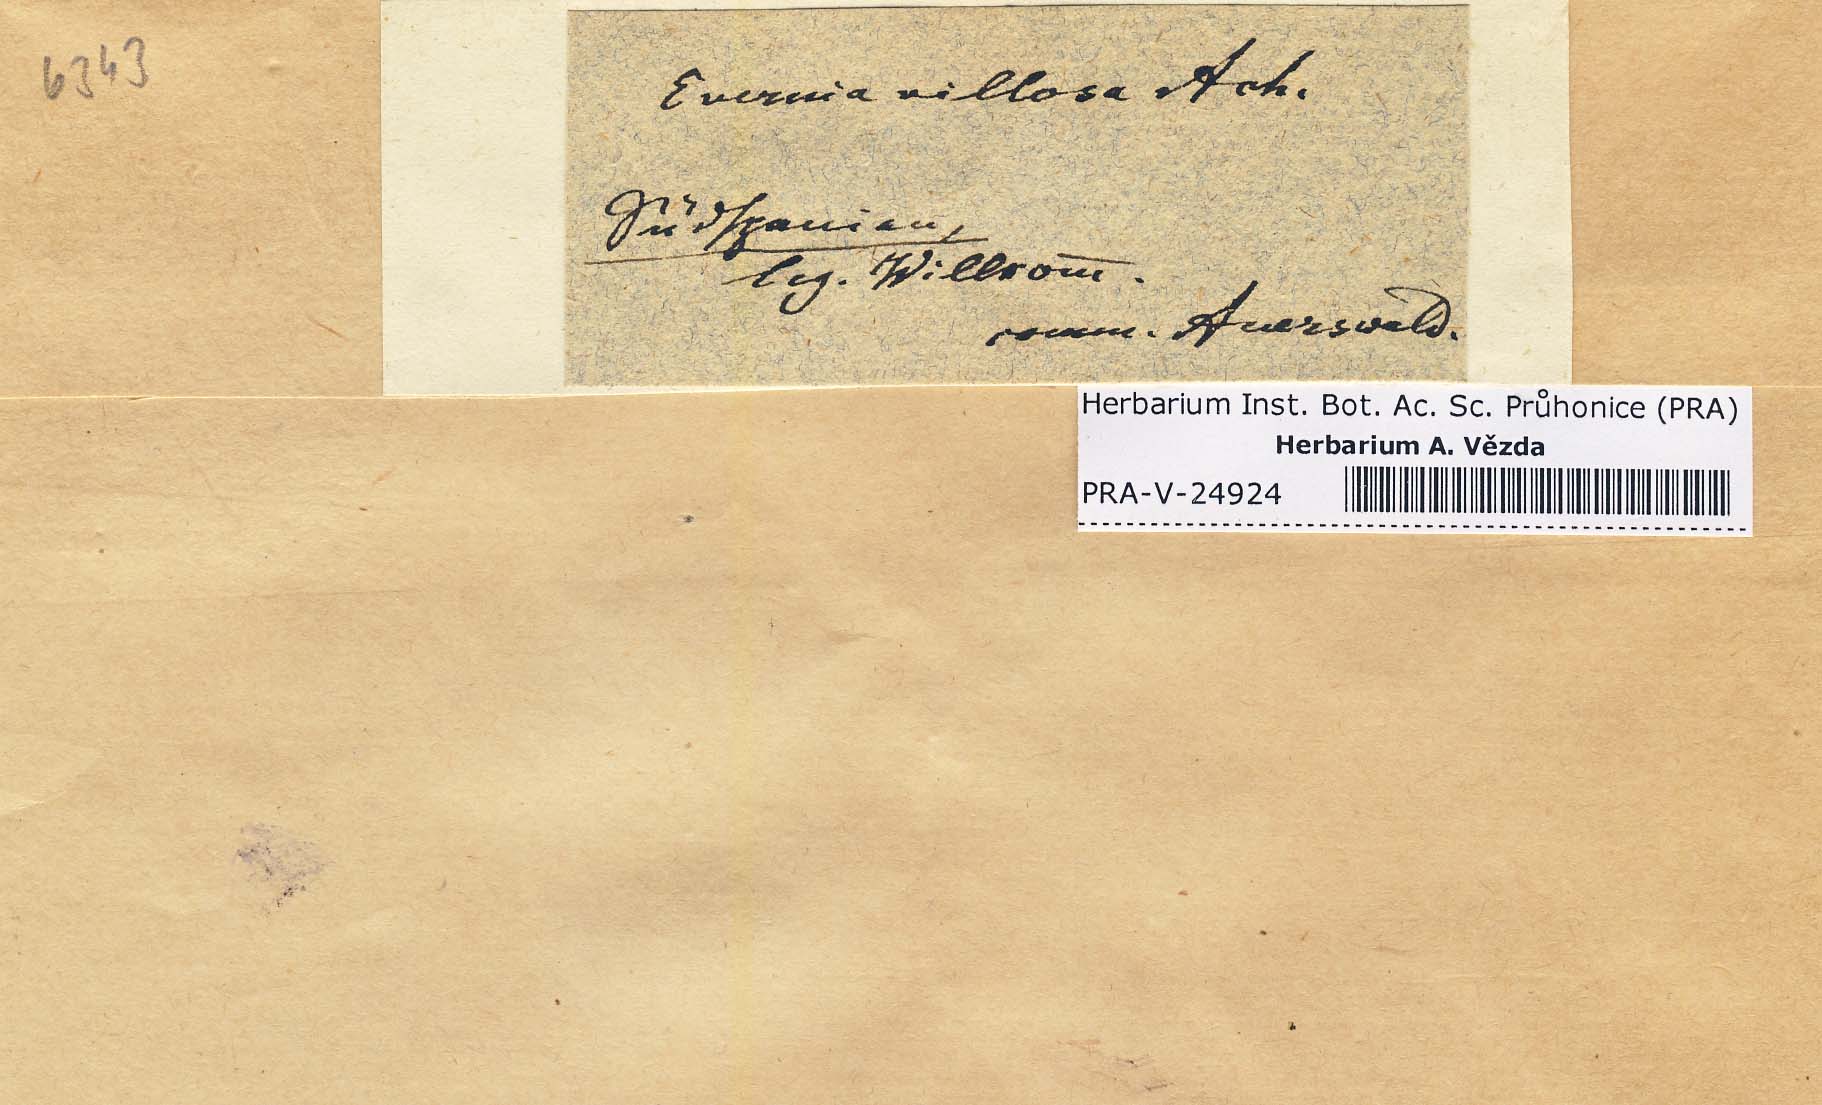 6343
Evernia villosa Ach.
Südspanien,
leg. Willkom̄.
comm. Auerswald.
Herbarium Inst. Bot. Ac. Sc. Průhonice (PRA)
Herbarium A. Vězda
PRA-V-24924